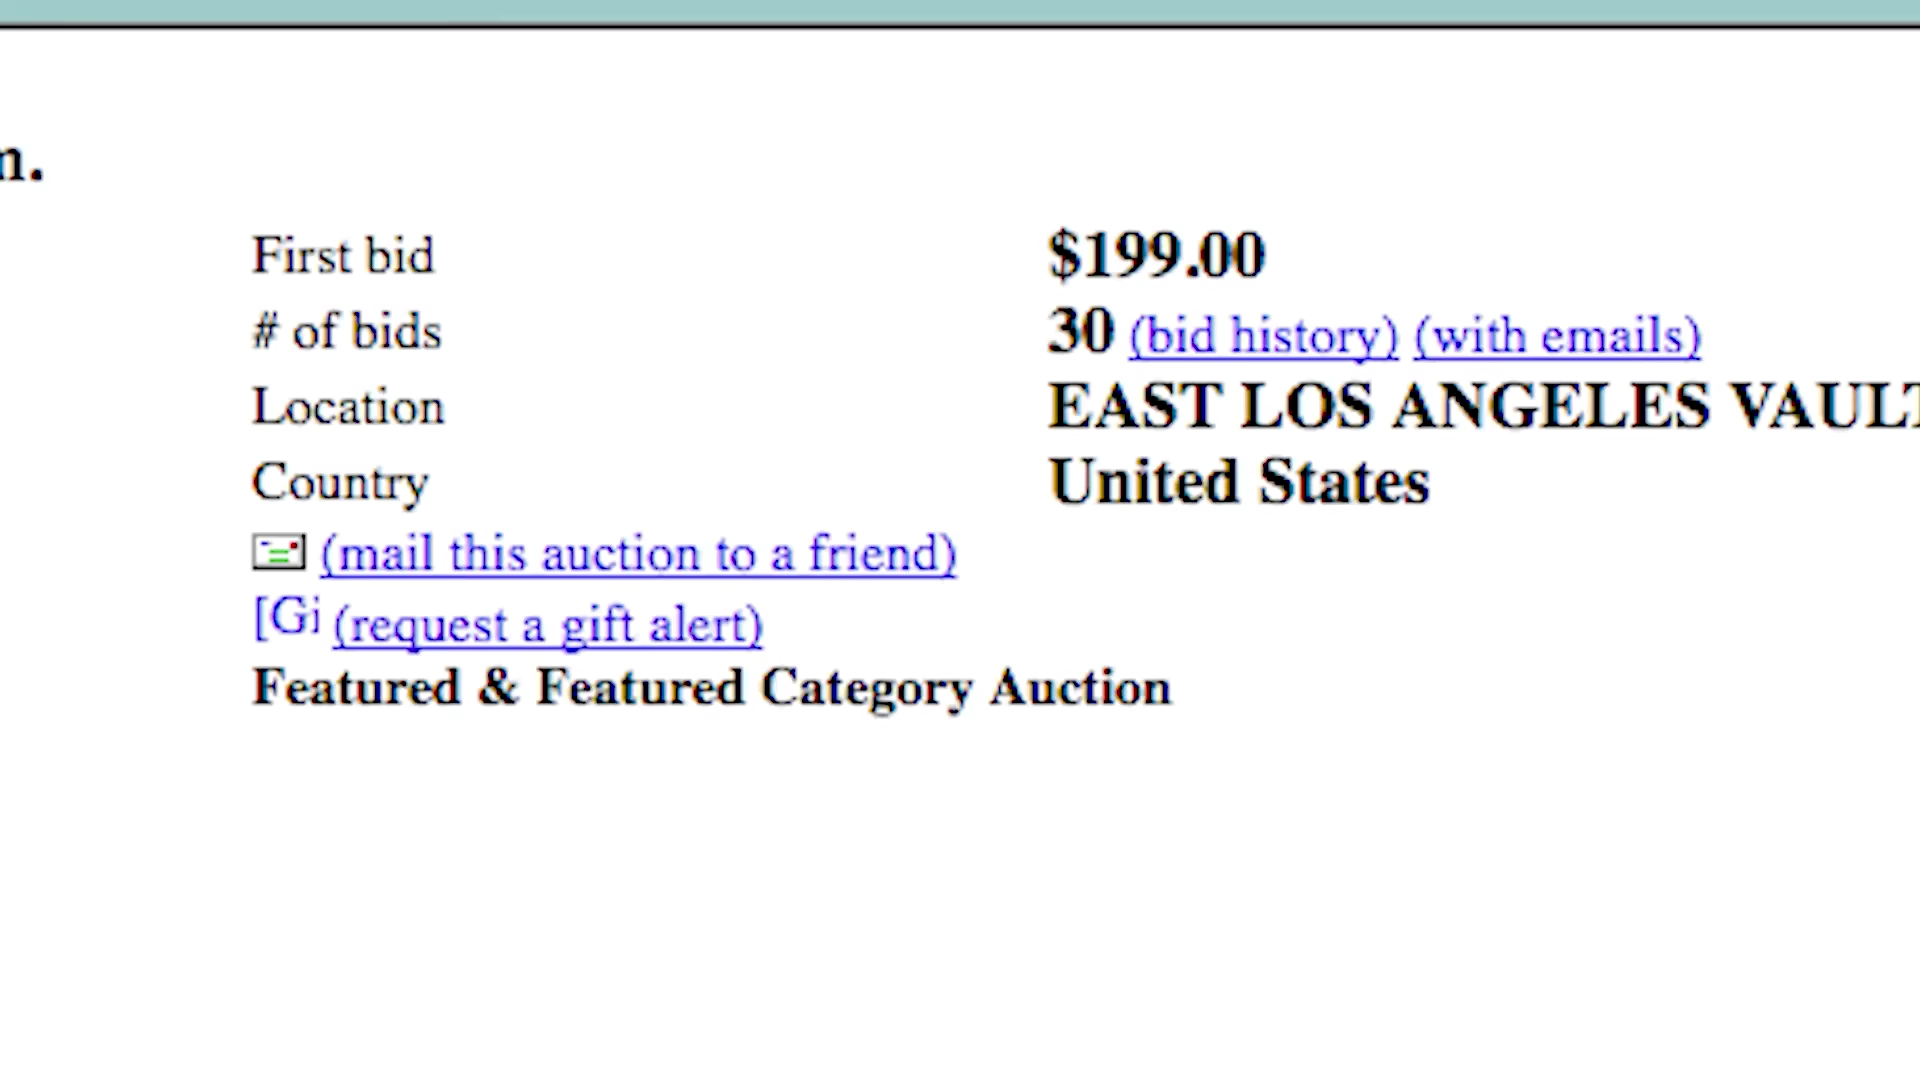 n.
First bid $199.00
# of bids 30 (bid history) (with emails)
Location EAST LOS ANGELES VAULT
Country United States
(mail this auction to a friend)
[Gi (request a gift alert)
Featured & Featured Category Auction